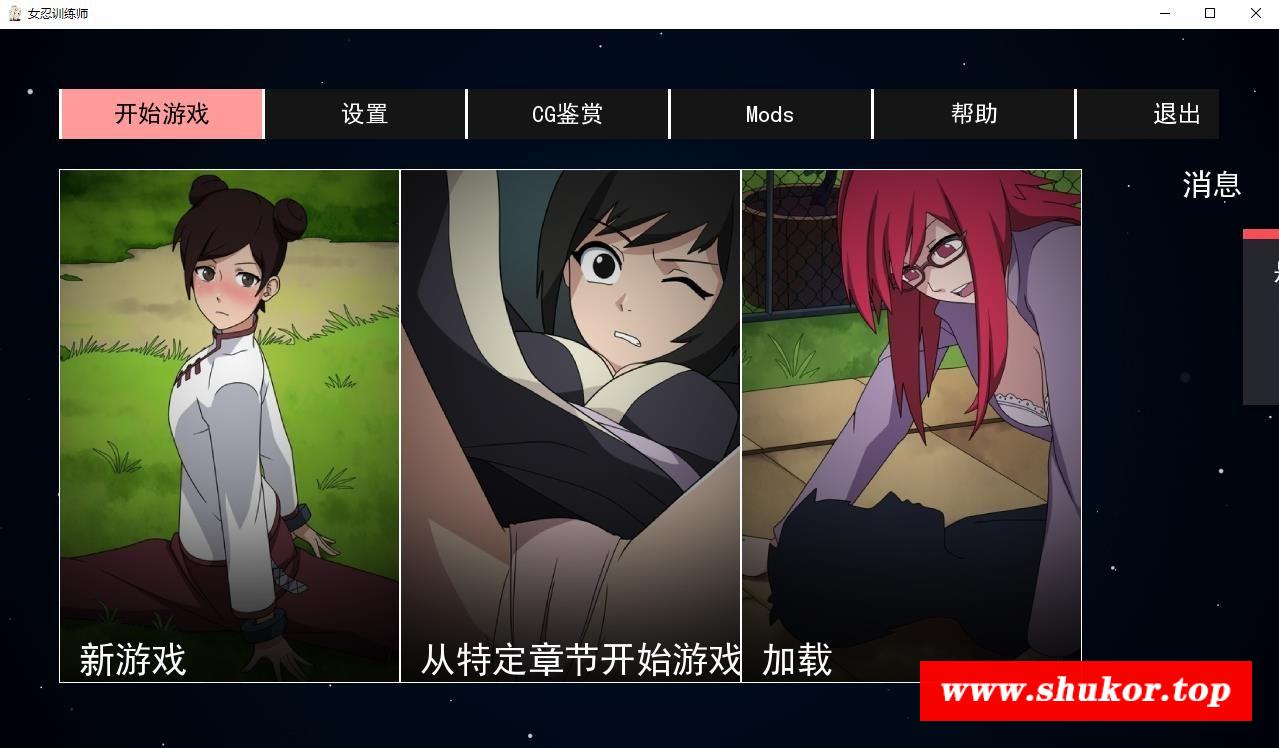 女忍训练师
开始游戏
设置
CG鉴赏
Mods
帮助
退出
消息
新游戏
从特定章节开始游戏
加载
www.shukor.top